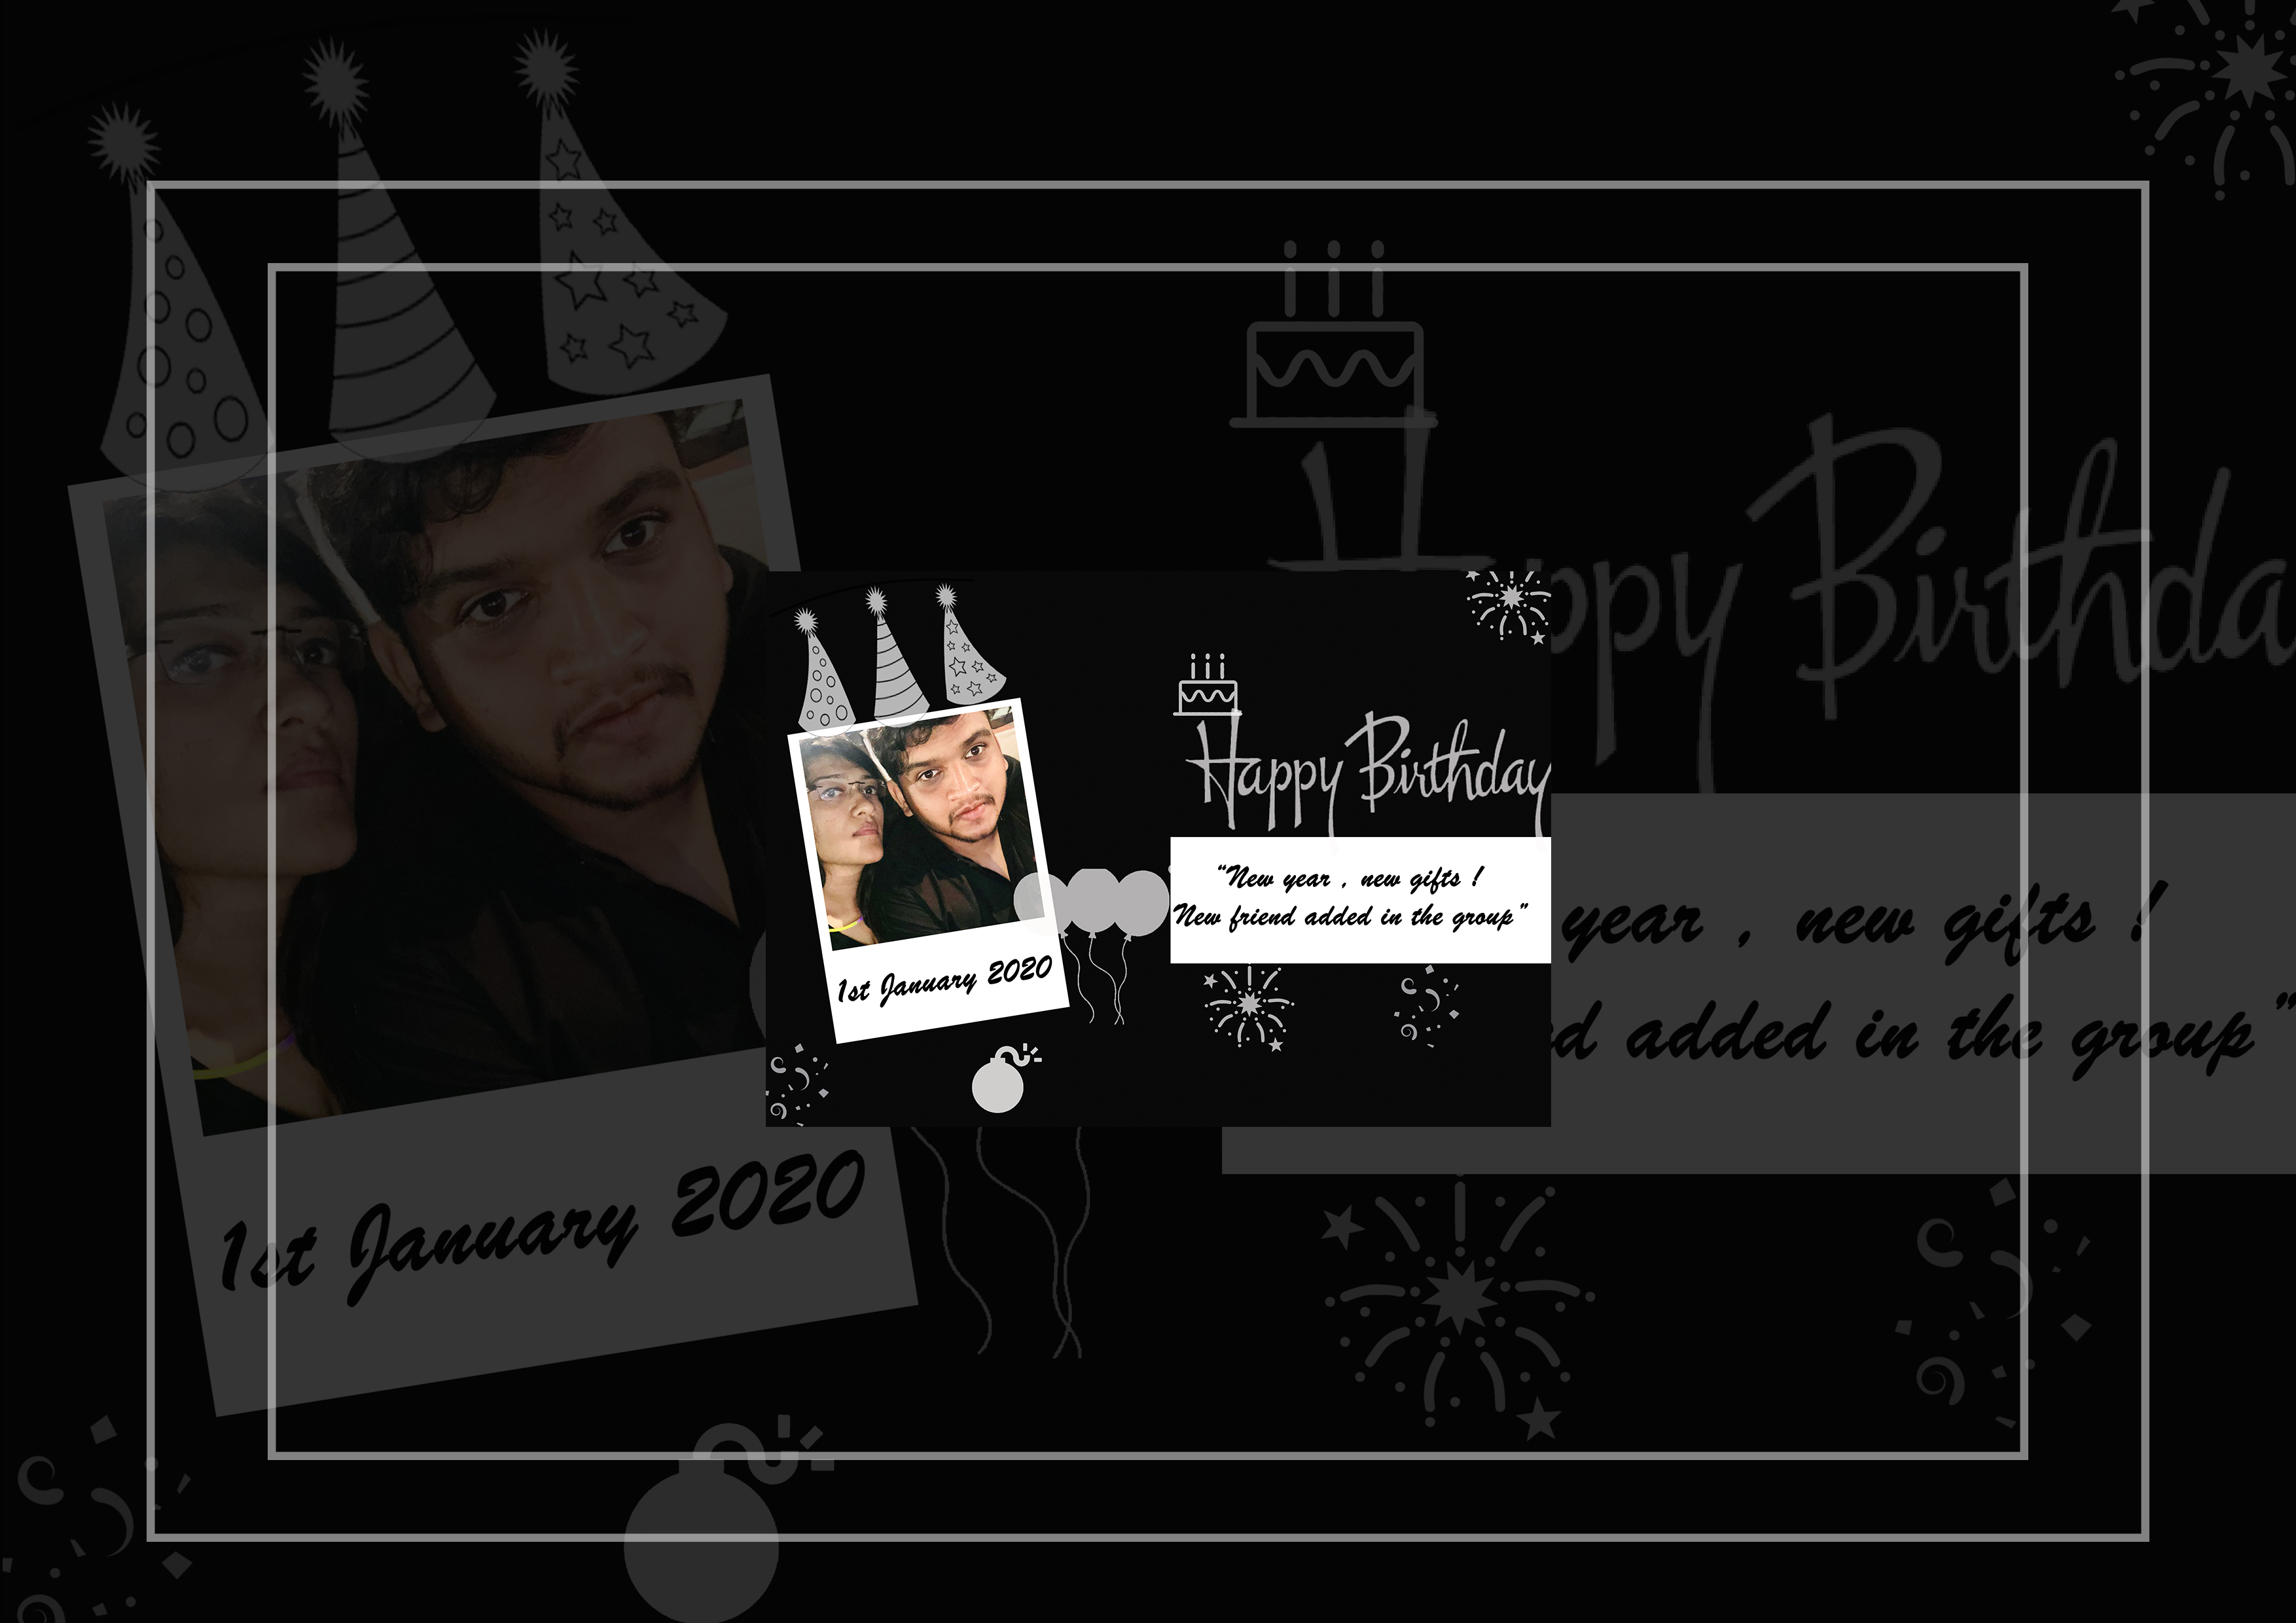 Happy Birthday
“New year , new gifts !
New friend added in the group”
1st January 2020
Happy Birthda
year , new gifts !
added in the group”
1st January 2020